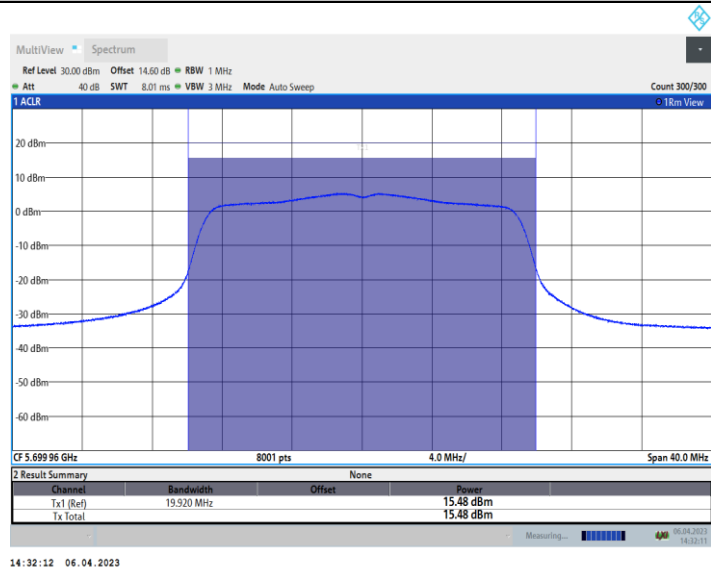 MultiView Spectrum
Ref Level 30.00 dBm Offset 14.60 dB RBW 1 MHz
Att 40 dB SWT 8.01 ms VBW 3 MHz Mode Auto Sweep Count 300/300
1 ACLR 1Rm View
20 dBm
10 dBm
0 dBm
-10 dBm
-20 dBm
-30 dBm
-40 dBm
-50 dBm
-60 dBm
CF 5.699 96 GHz 8001 pts 4.0 MHz/ Span 40.0 MHz
2 Result Summary None
Channel Bandwidth Offset Power
Tx1 (Ref) 19.920 MHz 15.48 dBm
Tx Total 15.48 dBm
Measuring... 06.04.2023
14:32:11
14:32:12 06.04.2023